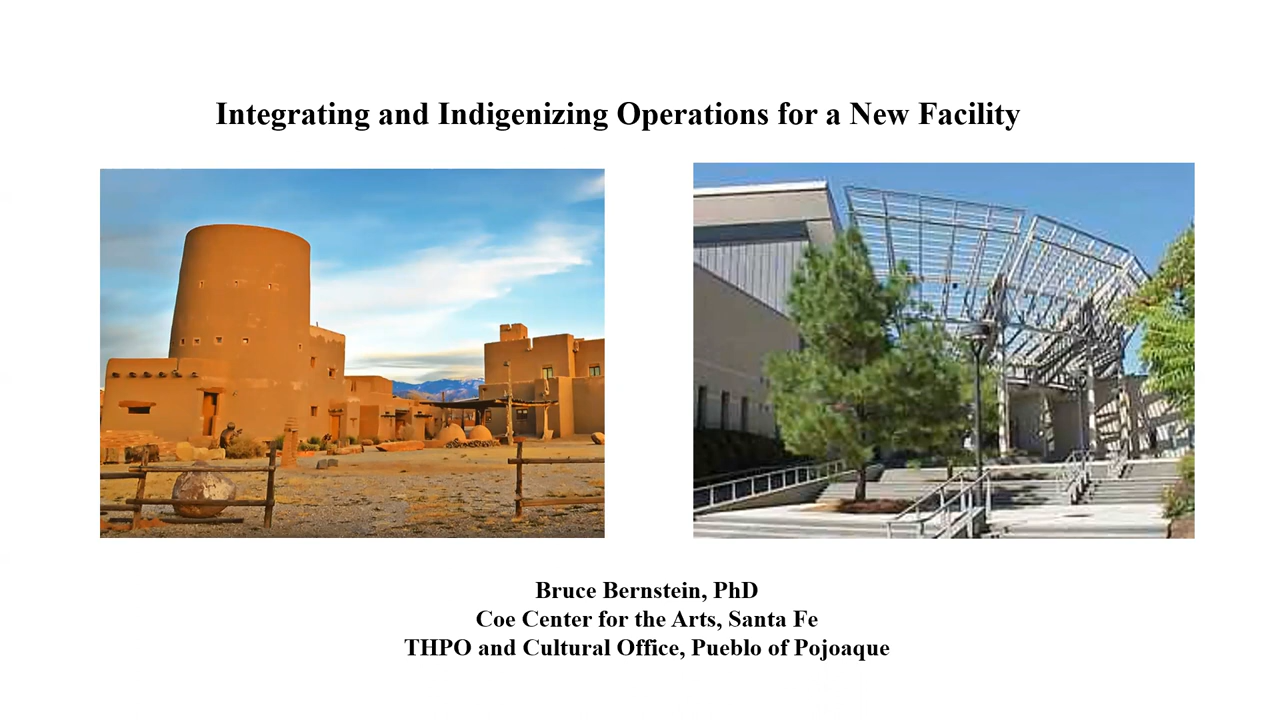 Integrating and Indigenizing Operations for a New Facility
Bruce Bernstein, PhD
Coe Center for the Arts, Santa Fe
THPO and Cultural Office, Pueblo of Pojoaque